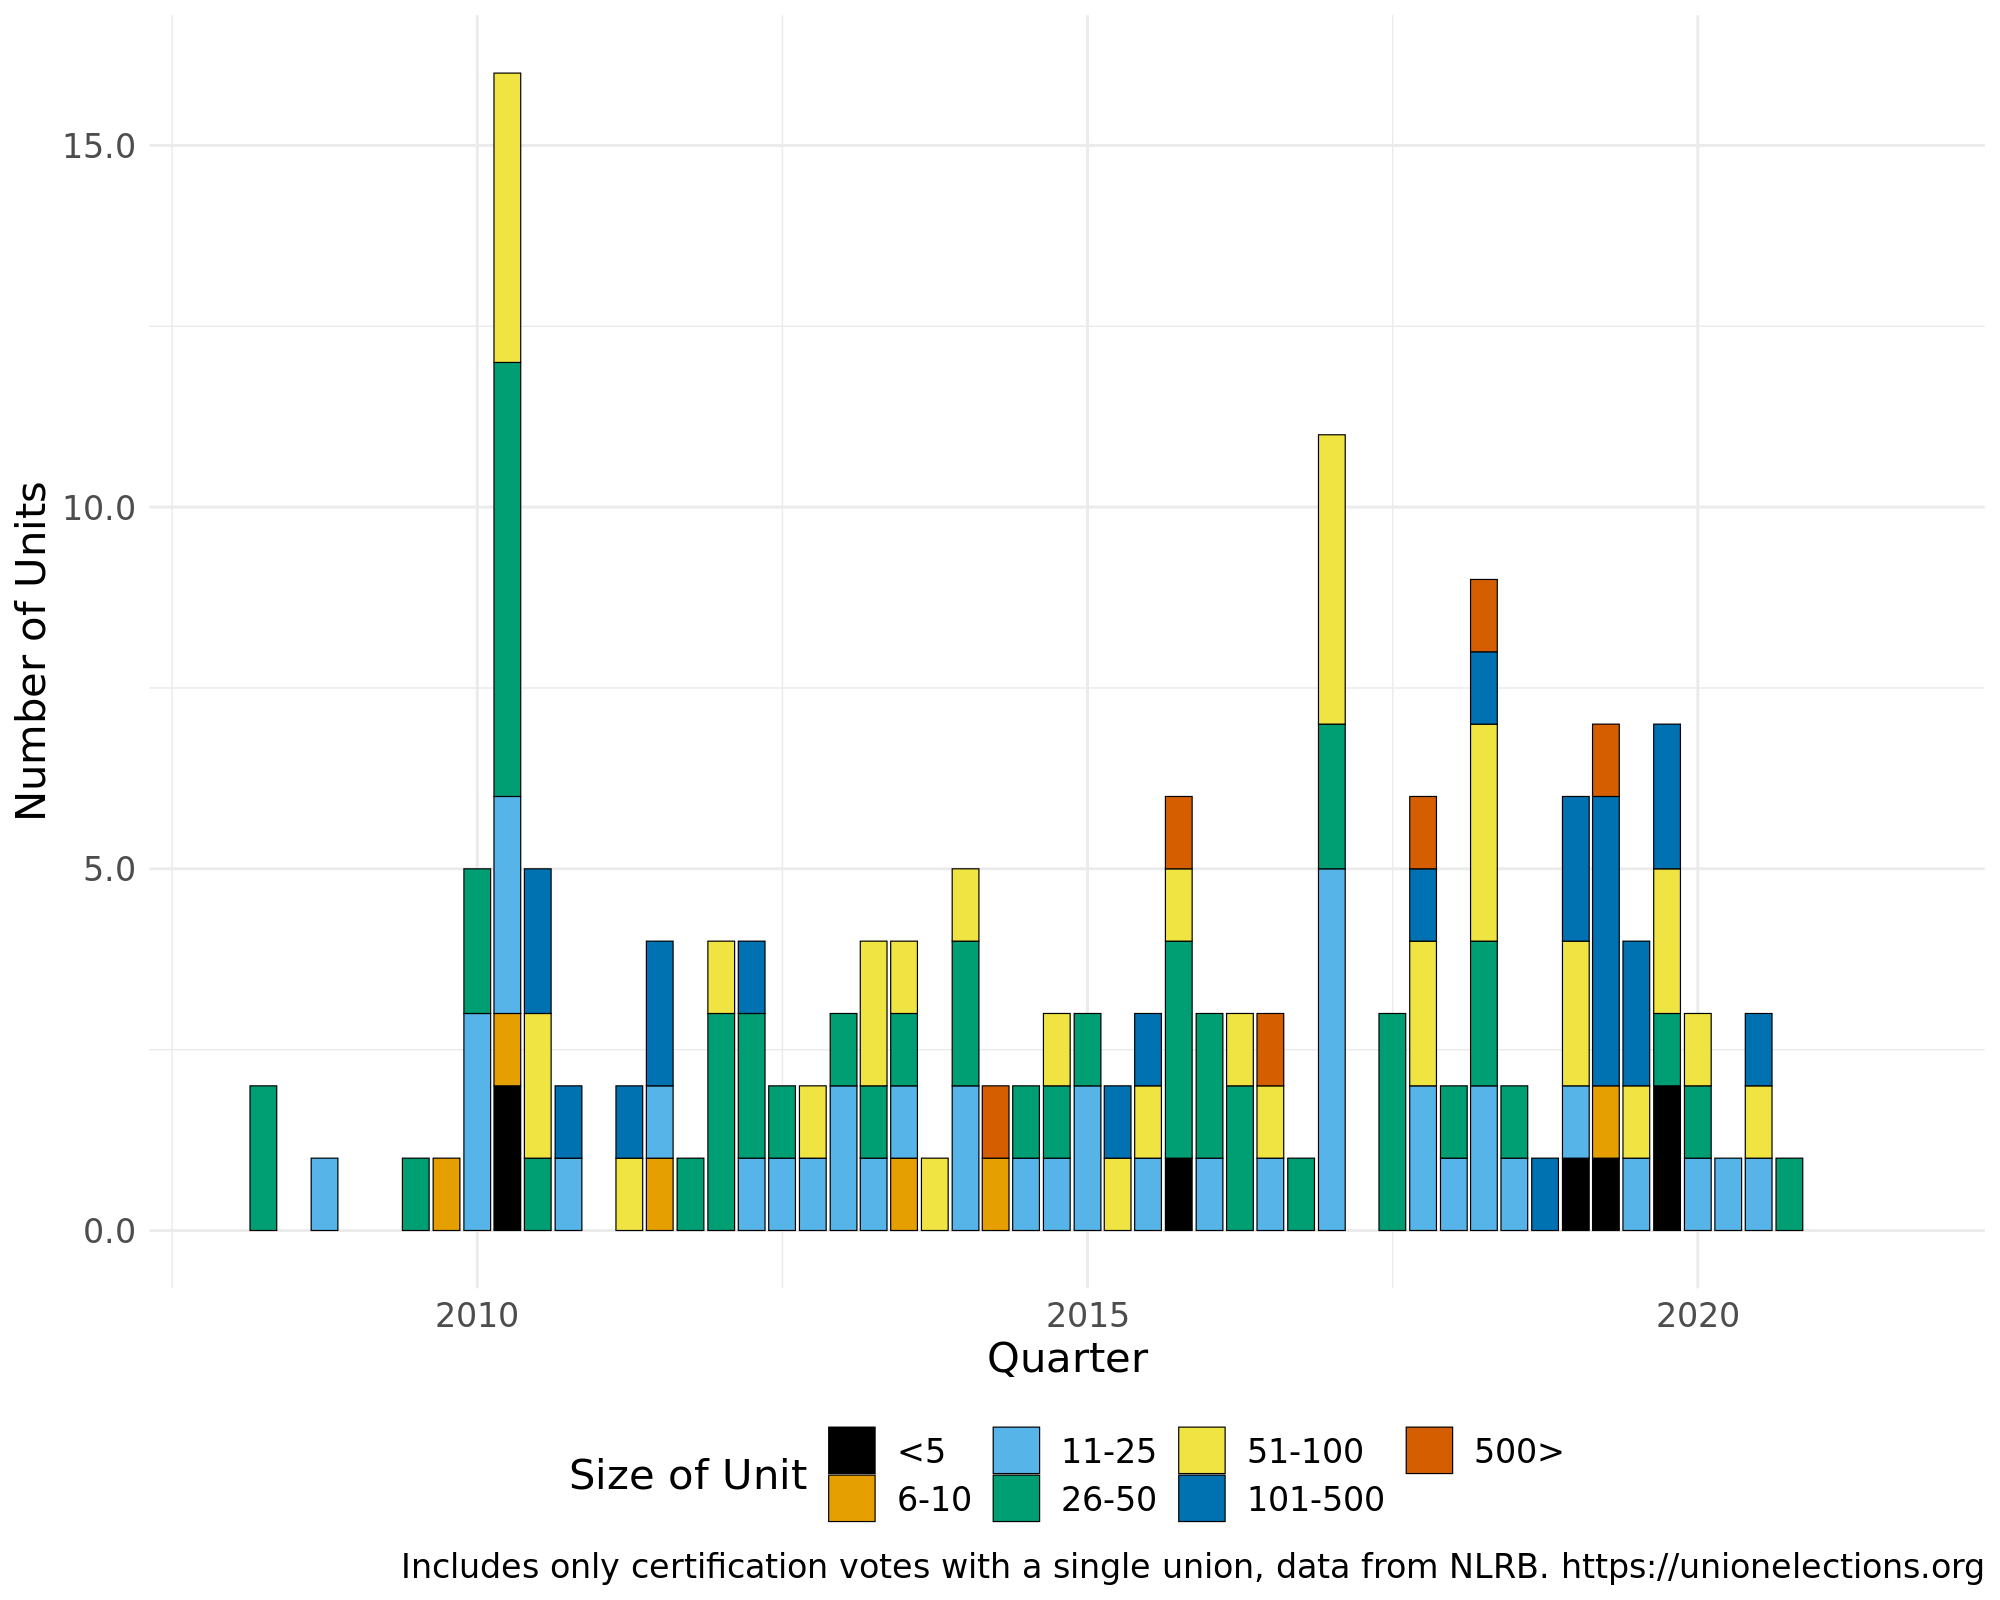 15.0
10.0
5.0
0.0
Number of Units
2010 2015 2020
Quarter
Size of Unit
<5 11-25 51-100 500>
6-10 26-50 101-500
Includes only certification votes with a single union, data from NLRB. https://unionelections.org